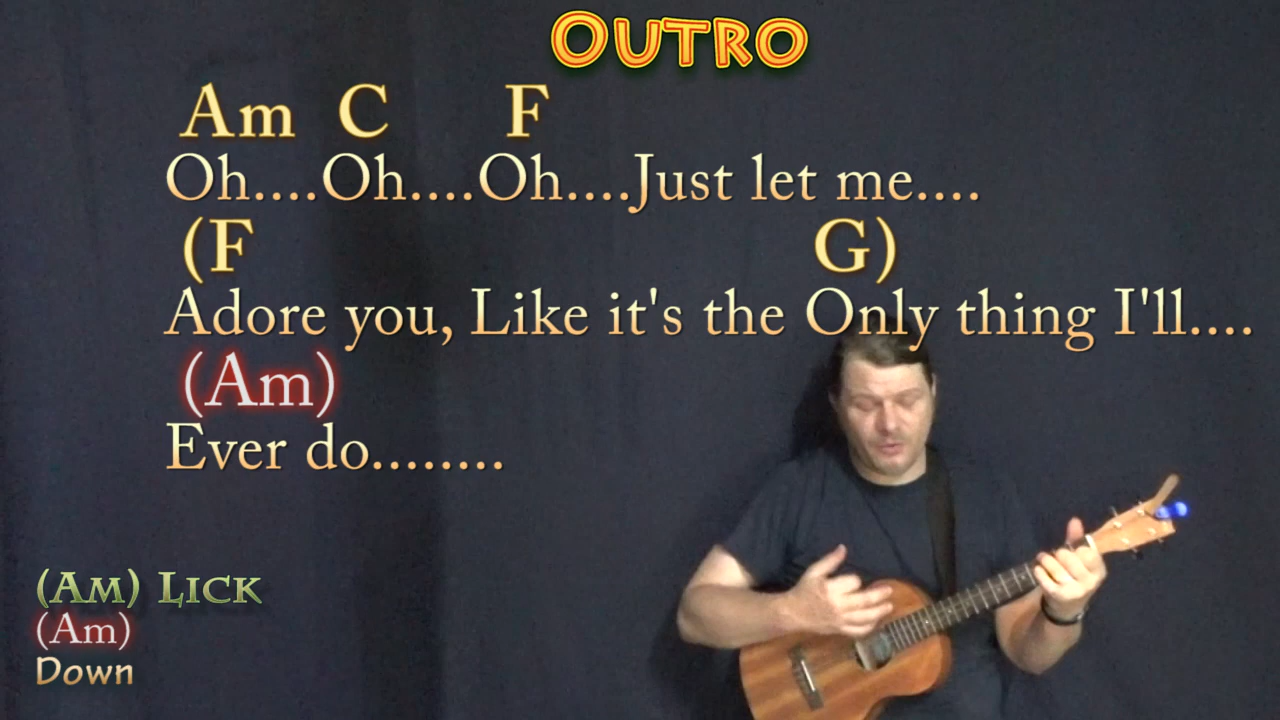 OUTRO
Am C F
Oh....Oh....Oh....Just let me....
(F G)
Adore you, Like it's the Only thing I'll....
(Am)
Ever do........
(AM) LICK
(Am)
Down